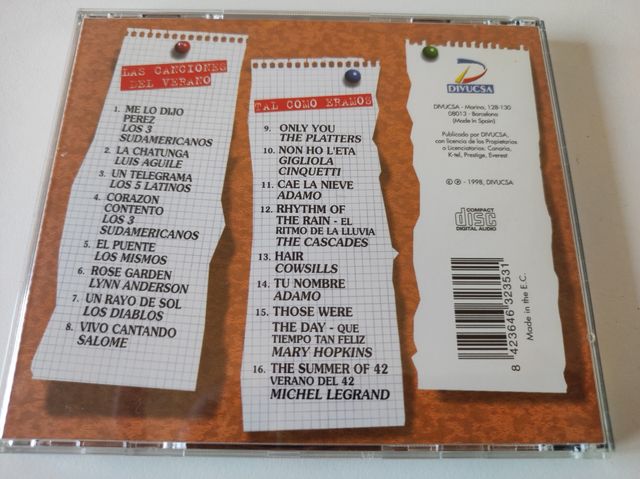 LAS CANCIONES
DEL VERANO
1. ME LO DIJO
PEREZ
LOS 3
SUDAMERICANOS
2. LA CHATUNGA
LUIS AGUILE
3. UN TELEGRAMA
LOS 5 LATINOS
4. CORAZON
CONTENTO
LOS 3
SUDAMERICANOS
5. EL PUENTE
LOS MISMOS
6. ROSE GARDEN
LYNN ANDERSON
7. UN RAYO DE SOL
LOS DIABLOS
8. VIVO CANTANDO
SALOME
TAL COMO ERAMOS
9. ONLY YOU
THE PLATTERS
10. NON HO L'ETA
GIGLIOLA
CINQUETTI
11. CAE LA NIEVE
ADAMO
12. RHYTHM OF
THE RAIN - EL
RITMO DE LA LLUVIA
THE CASCADES
13. HAIR
COWSILLS
14. TU NOMBRE
ADAMO
15. THOSE WERE
THE DAY - QUE
TIEMPO TAN FELIZ
MARY HOPKINS
16. THE SUMMER OF 42
VERANO DEL 42
MICHEL LEGRAND
DIVUCSA
DIVUCSA - Marina, 128-130
08013 - Barcelona
(Made in Spain)
Publicado por DIVUCSA,
con licencia de los Propietarios
o Licenciatarios: Canaria,
K-tel, Prestige, Everest
© ℗ - 1998, DIVUCSA
COMPACT
disc
DIGITAL AUDIO
8 423646 323531
Made in the E.C.